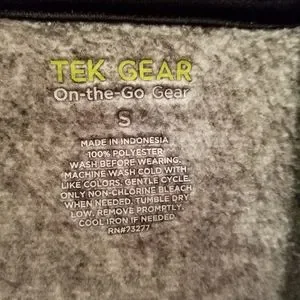 TEK GEAR
On-the-Go Gear
S
MADE IN INDONESIA
100% POLYESTER
WASH BEFORE WEARING.
MACHINE WASH COLD WITH
LIKE COLORS. GENTLE CYCLE.
ONLY NON-CHLORINE BLEACH
WHEN NEEDED. TUMBLE DRY
LOW. REMOVE PROMPTLY.
COOL IRON IF NEEDED.
RN#73277